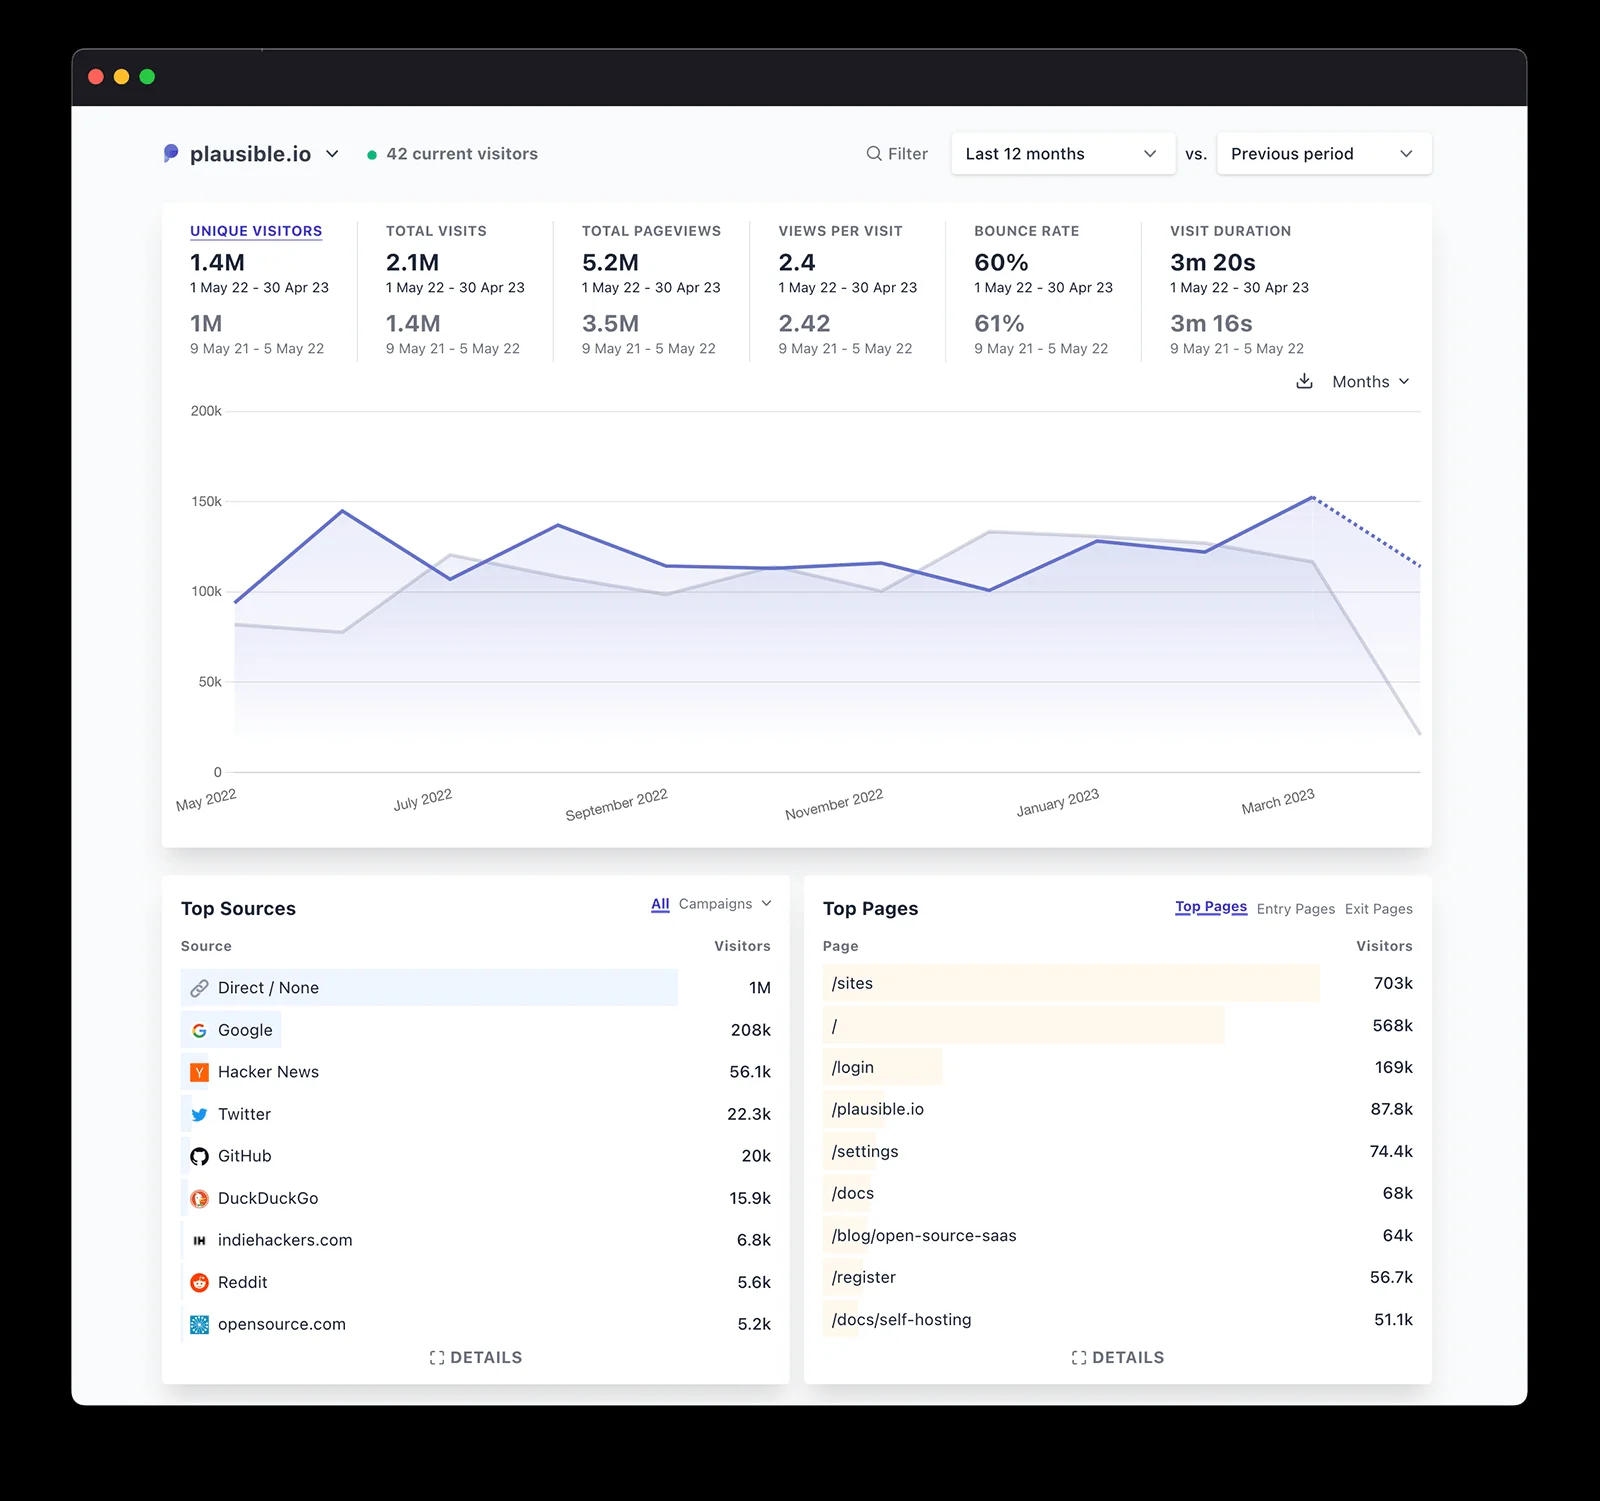 plausible.io
42 current visitors
Filter
Last 12 months
vs.
Previous period
UNIQUE VISITORS
1.4M
1 May 22 - 30 Apr 23
1M
9 May 21 - 5 May 22
TOTAL VISITS
2.1M
1 May 22 - 30 Apr 23
1.4M
9 May 21 - 5 May 22
TOTAL PAGEVIEWS
5.2M
1 May 22 - 30 Apr 23
3.5M
9 May 21 - 5 May 22
VIEWS PER VISIT
2.4
1 May 22 - 30 Apr 23
2.42
9 May 21 - 5 May 22
BOUNCE RATE
60%
1 May 22 - 30 Apr 23
61%
9 May 21 - 5 May 22
VISIT DURATION
3m 20s
1 May 22 - 30 Apr 23
3m 16s
9 May 21 - 5 May 22
Months
200k
150k
100k
50k
0
May 2022
July 2022
September 2022
November 2022
January 2023
March 2023
Top Sources
All Campaigns
Source Visitors
Direct / None 1M
Google 208k
Hacker News 56.1k
Twitter 22.3k
GitHub 20k
DuckDuckGo 15.9k
IH indiehackers.com 6.8k
Reddit 5.6k
opensource.com 5.2k
DETAILS
Top Pages
Top Pages Entry Pages Exit Pages
Page Visitors
/sites 703k
/ 568k
/login 169k
/plausible.io 87.8k
/settings 74.4k
/docs 68k
/blog/open-source-saas 64k
/register 56.7k
/docs/self-hosting 51.1k
DETAILS